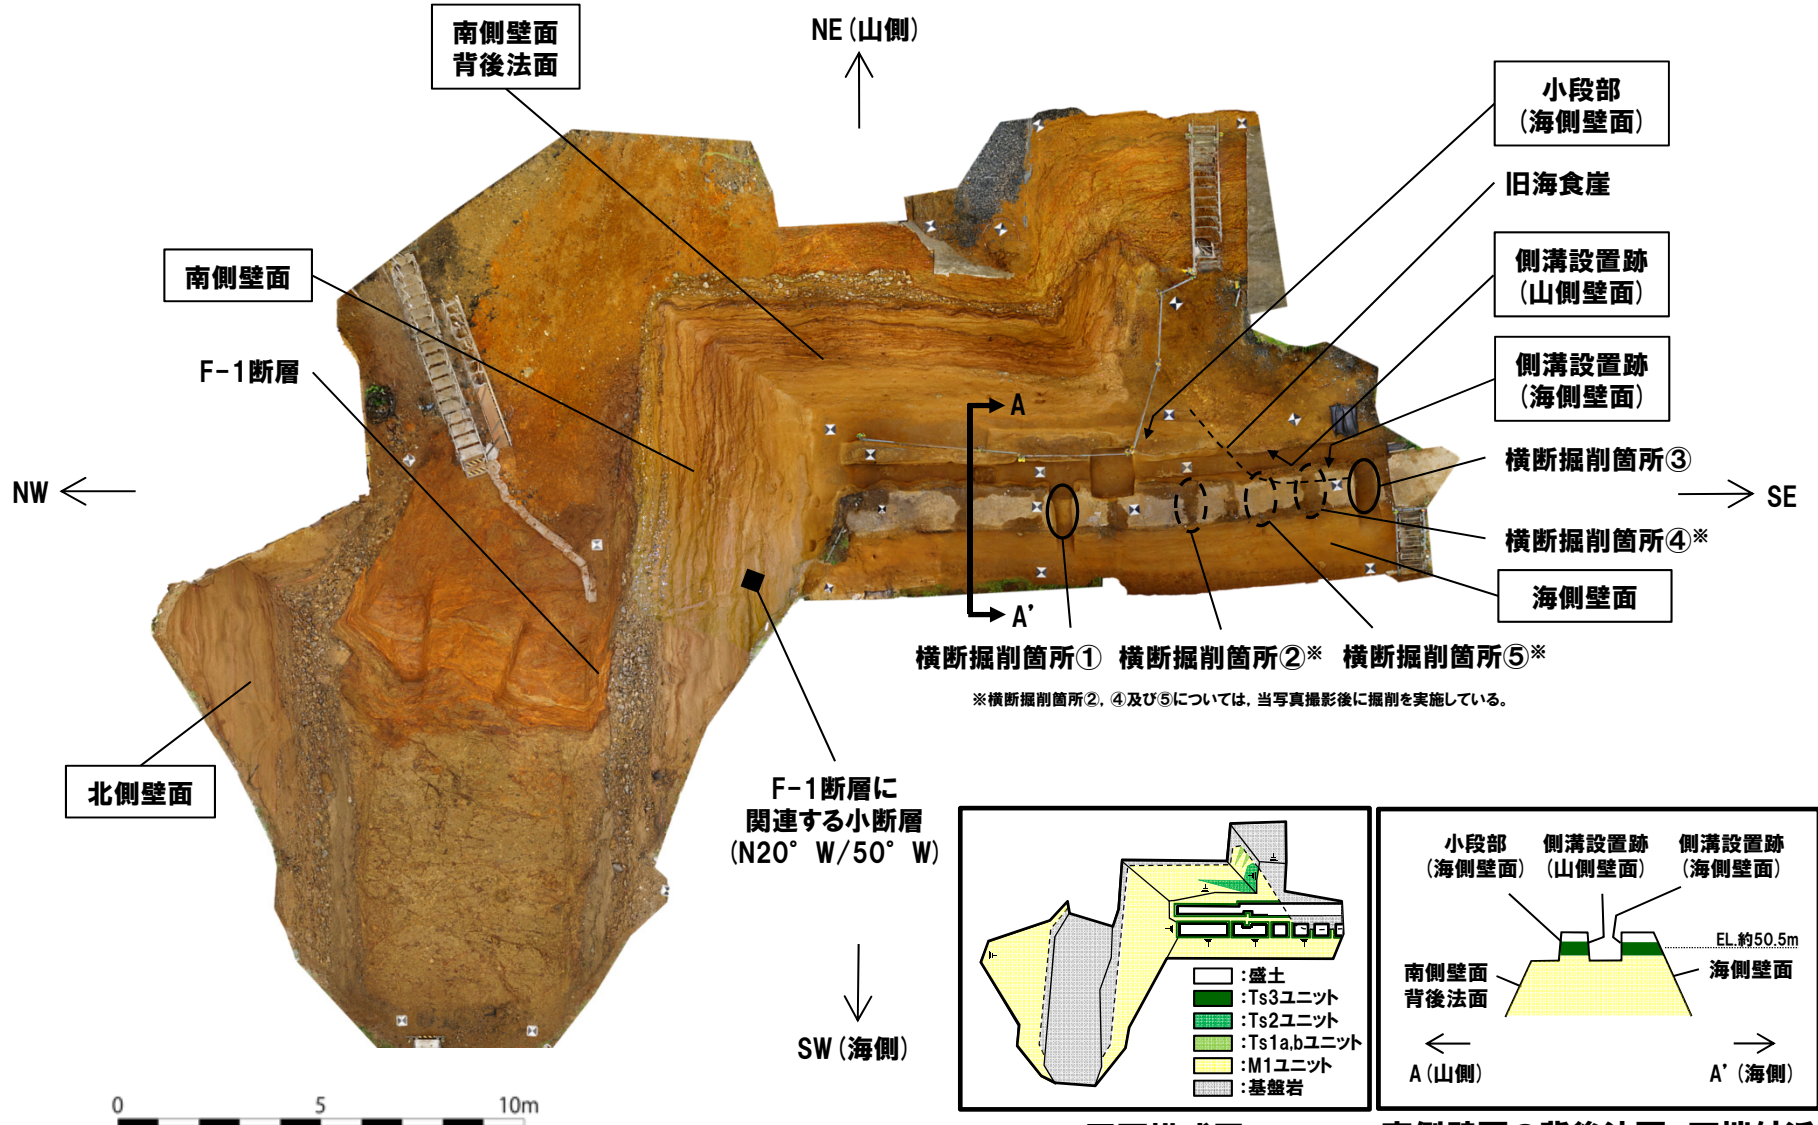 南側壁面
背後法面
NE(山側)
小段部
(海側壁面)
旧海食崖
南側壁面
側溝設置跡
(山側壁面)
F-1断層
側溝設置跡
(海側壁面)
A
横断掘削箇所③
NW
SE
横断掘削箇所④※
海側壁面
A'
横断掘削箇所① 横断掘削箇所②※ 横断掘削箇所⑤※
※横断掘削箇所②, ④及び⑤については, 当写真撮影後に掘削を実施している。
北側壁面
F-1断層に
関連する小断層
(N20°W/50°W)
SW(海側)
:盛土
:Ts3ユニット
:Ts2ユニット
:Ts1a,bユニット
:M1ユニット
:基盤岩
小段部
(海側壁面)
側溝設置跡
(山側壁面)
側溝設置跡
(海側壁面)
EL.約50.5m
南側壁面
背後法面
海側壁面
A(山側)
A'(海側)
0 5 10m